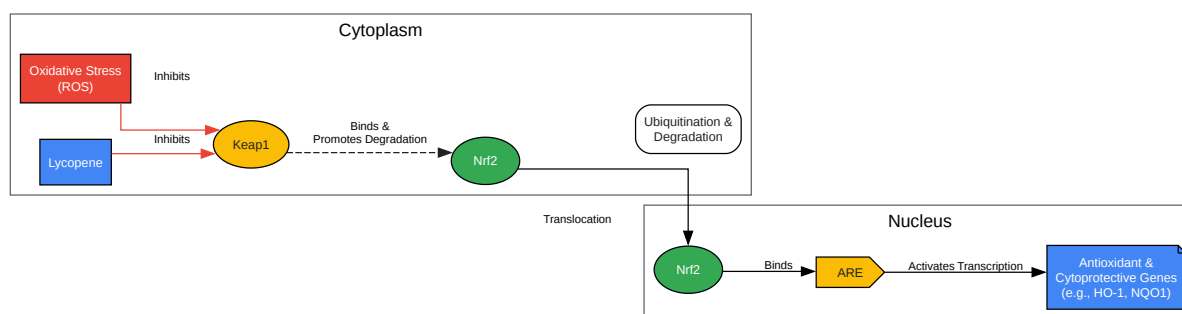 Cytoplasm
Oxidative Stress
(ROS)
Inhibits
Lycopene
Inhibits
Keap1
Binds &
Promotes Degradation
Nrf2
Ubiquitination &
Degradation
Translocation
Nucleus
Nrf2
Binds
ARE
Activates Transcription
Antioxidant &
Cytoprotective Genes
(e.g., HO-1, NQO1)